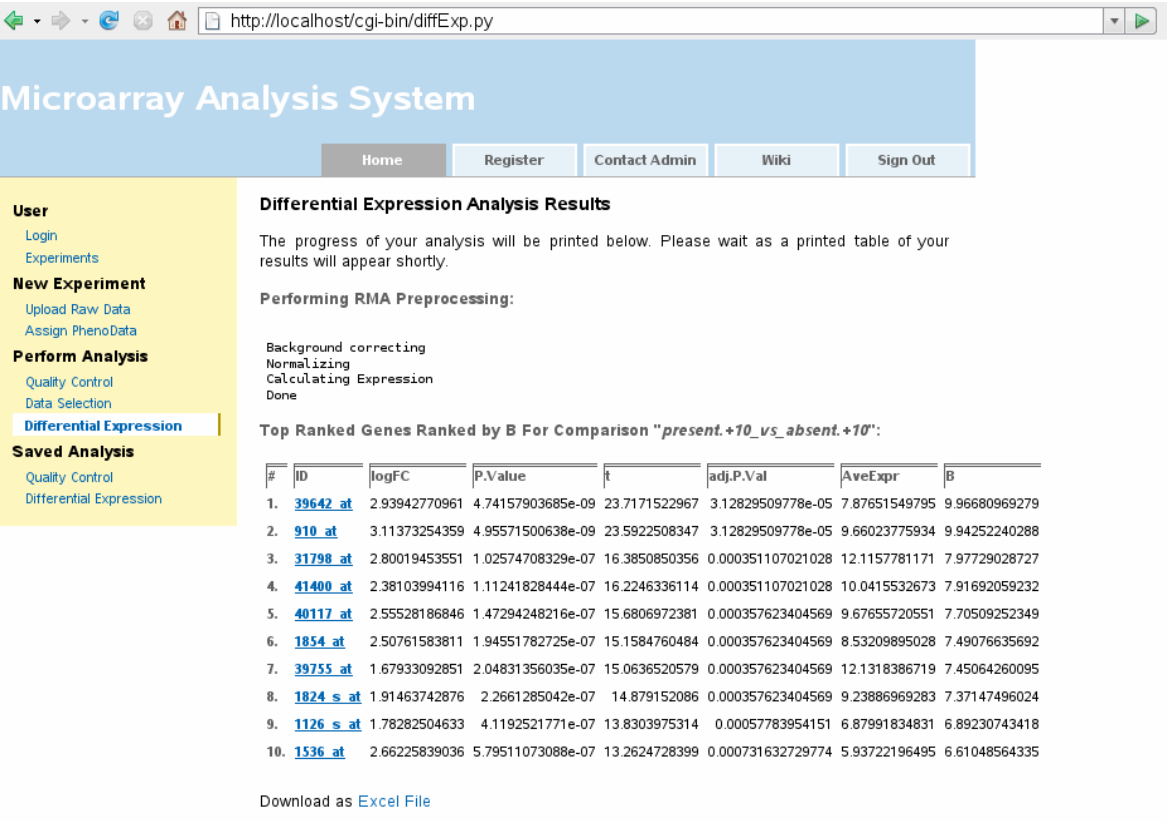 http://localhost/cgi-bin/diffExp.py
Microarray Analysis System
Home Register Contact Admin Wiki Sign Out
User
Login
Experiments
New Experiment
Upload Raw Data
Assign PhenoData
Perform Analysis
Quality Control
Data Selection
Differential Expression
Saved Analysis
Quality Control
Differential Expression
Differential Expression Analysis Results
The progress of your analysis will be printed below. Please wait as a printed table of your
results will appear shortly.
Performing RMA Preprocessing:
Background correcting
Normalizing
Calculating Expression
Done
Top Ranked Genes Ranked by B For Comparison "present.+10_vs_absent.+10":
# ID logFC P.Value t adj.P.Val AveExpr B
1. 39642_at 2.93942770961 4.74157903685e-09 23.7171522967 3.12829509778e-05 7.87651549795 9.96680969279
2. 910_at 3.11373254359 4.95571500638e-09 23.5922508347 3.12829509778e-05 9.66023775934 9.94252240288
3. 31798_at 2.80019453551 1.02574708329e-07 16.3850850356 0.000351107021028 12.1157781171 7.97729028727
4. 41400_at 2.38103994116 1.11241828444e-07 16.2246336114 0.000351107021028 10.0415532673 7.91692059232
5. 40117_at 2.55528186846 1.47294248216e-07 15.6806972381 0.000357623404569 9.67655720551 7.70509252349
6. 1854_at 2.50761583811 1.94551782725e-07 15.1584760484 0.000357623404569 8.53209895028 7.49076635692
7. 39755_at 1.67933092851 2.04831356035e-07 15.0636520579 0.000357623404569 12.1318386719 7.45064260095
8. 1824_s_at 1.91463742876 2.2661285042e-07 14.879152086 0.000357623404569 9.23886969283 7.37147496024
9. 1126_s_at 1.78282504633 4.1192521771e-07 13.8303975314 0.00057783954151 6.87991834831 6.89230743418
10. 1536_at 2.66225839036 5.79511073088e-07 13.2624728399 0.000731632729774 5.93722196495 6.61048564335
Download as Excel File